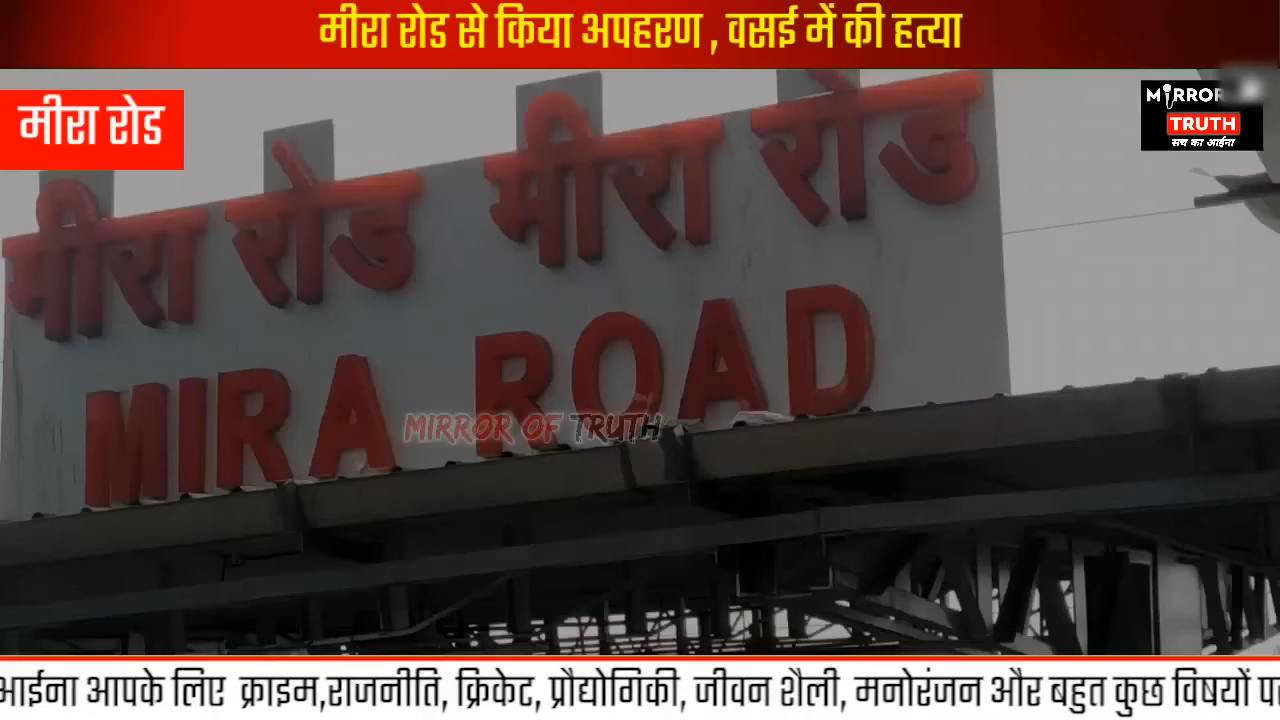 मीरा रोड से किया अपहरण , वसई में की हत्या
मीरा रोड
MIRROR
TRUTH
सच का आईना
मीरा रोड मीरा रोड
MIRA ROAD
MIRROR OF TRUTH
आईना आपके लिए क्राइम,राजनीति, क्रिकेट, प्रौद्योगिकी, जीवन शैली, मनोरंजन और बहुत कुछ विषयों पर